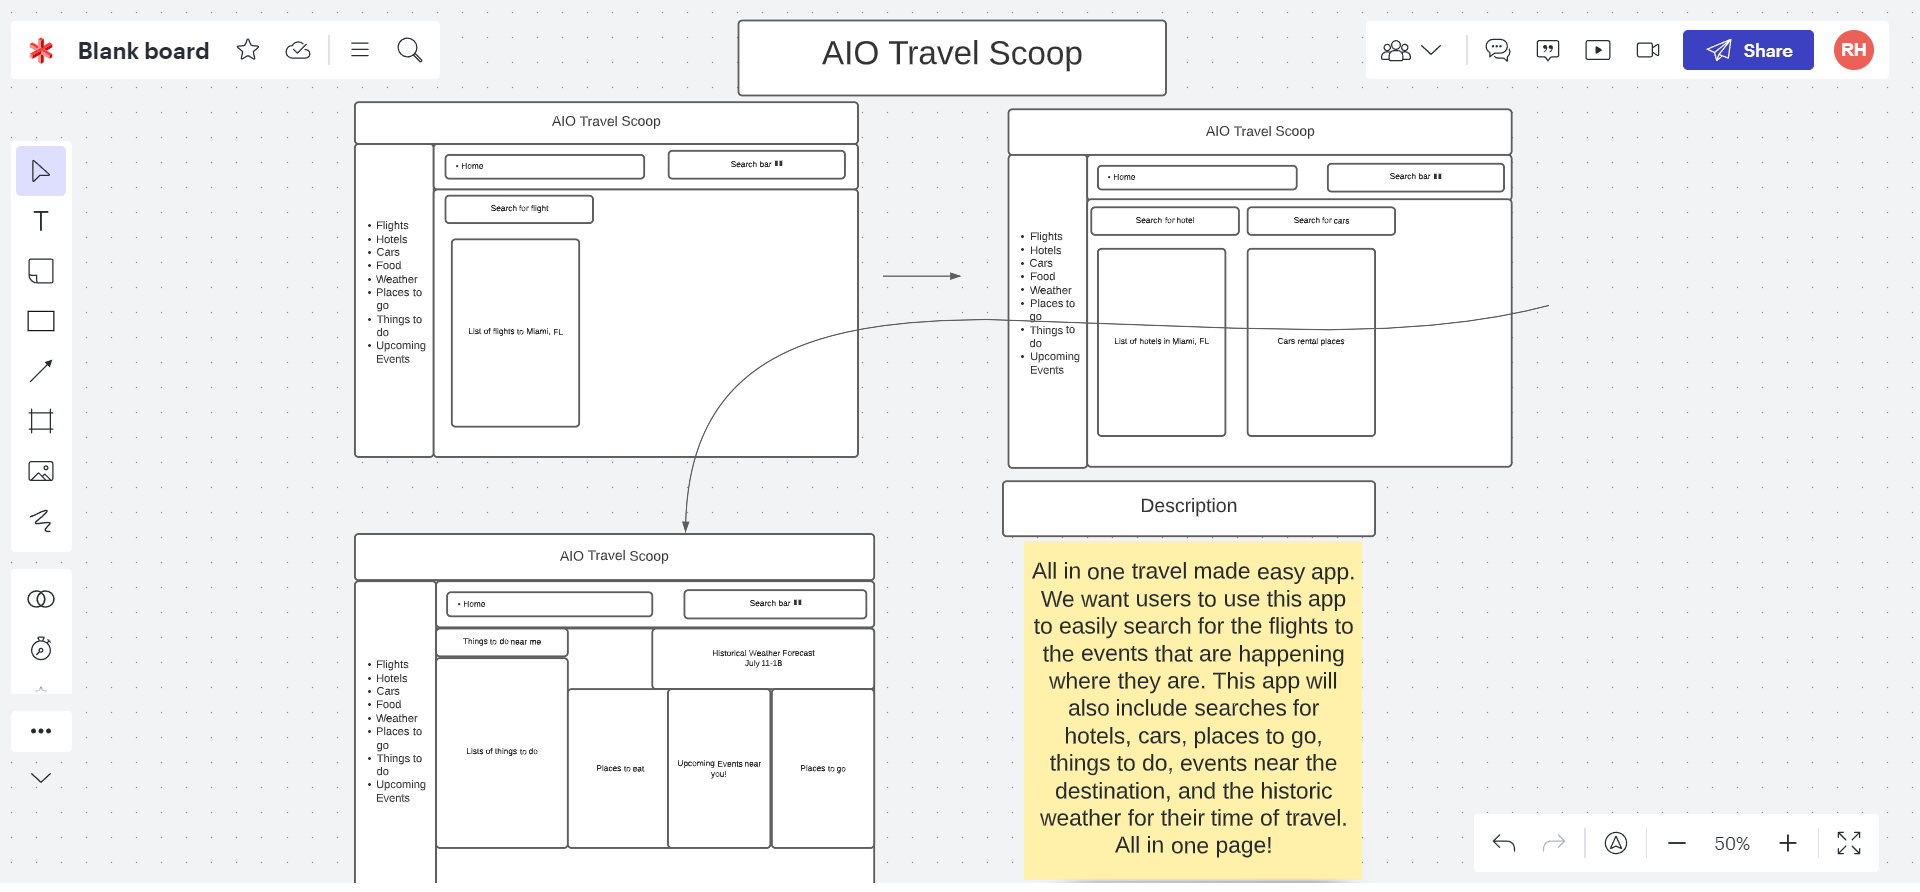 Blank board
AIO Travel Scoop
Share
RH
AIO Travel Scoop
• Home
Search bar
Search for flight
• Flights
• Hotels
• Cars
• Food
• Weather
• Places to
go
• Things to
do
• Upcoming
Events
List of flights to Miami, FL
AIO Travel Scoop
• Home
Search bar
Search for hotel
Search for cars
• Flights
• Hotels
• Cars
• Food
• Weather
• Places to
go
• Things to
do
• Upcoming
Events
List of hotels in Miami, FL
Cars rental places
AIO Travel Scoop
• Home
Search bar
Things to do near me
Historical Weather Forecast
July 11-18
• Flights
• Hotels
• Cars
• Food
• Weather
• Places to
go
• Things to
do
• Upcoming
Events
Lists of things to do
Places to eat
Upcoming Events near
you!
Places to go
Description
All in one travel made easy app.
We want users to use this app
to easily search for the flights to
the events that are happening
where they are. This app will
also include searches for
hotels, cars, places to go,
things to do, events near the
destination, and the historic
weather for their time of travel.
All in one page!
50%